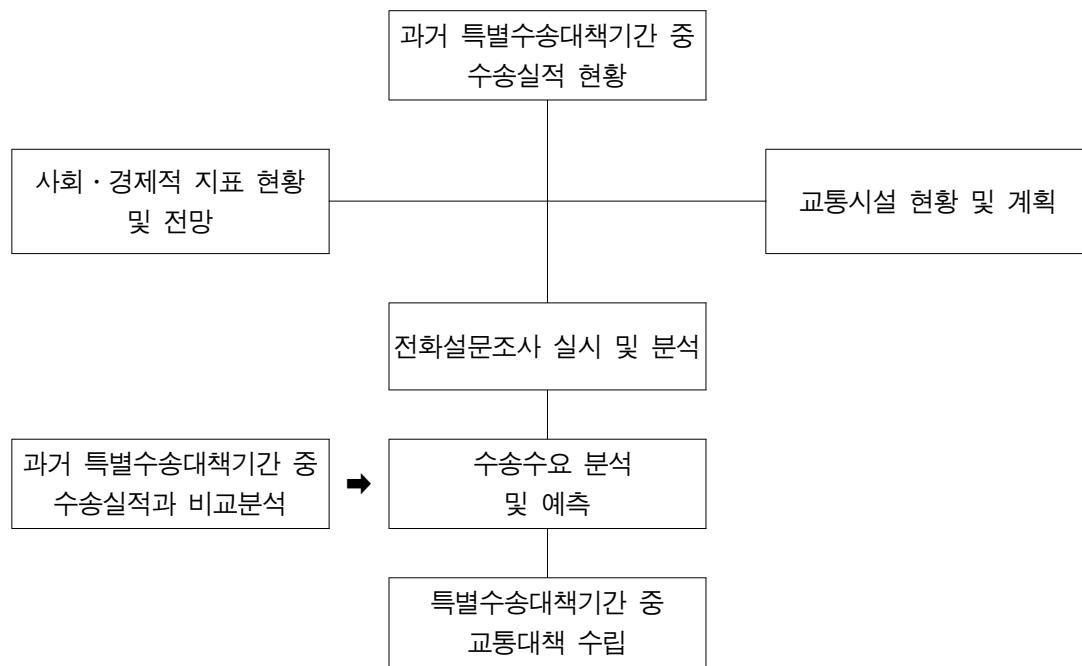 과거 특별수송대책기간 중
수송실적 현황
사회·경제적 지표 현황
및 전망
교통시설 현황 및 계획
전화설문조사 실시 및 분석
과거 특별수송대책기간 중
수송실적과 비교분석
수송수요 분석
및 예측
특별수송대책기간 중
교통대책 수립